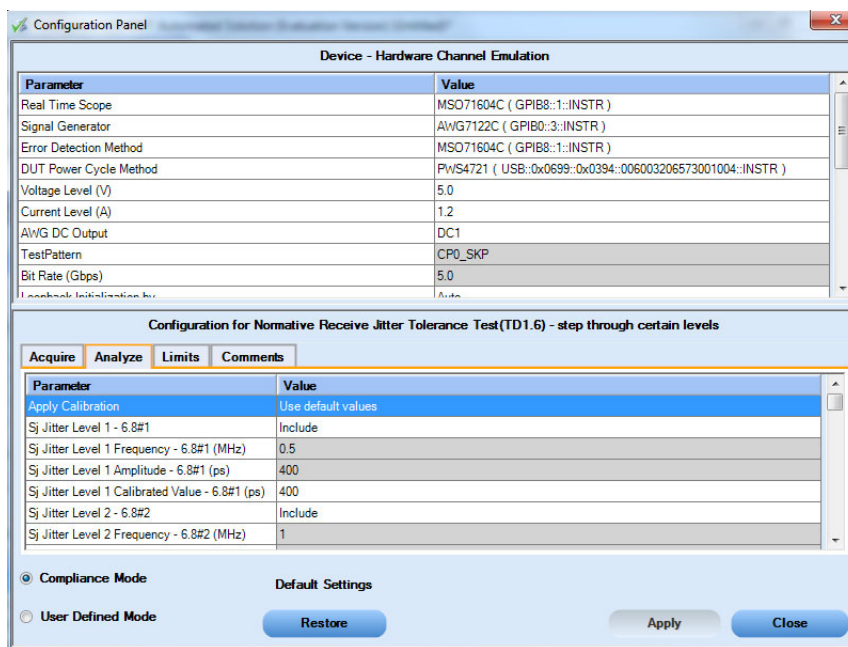 Configuration Panel
Device - Hardware Channel Emulation
Parameter Value
Real Time Scope MSO71604C ( GPIB8::1::INSTR )
Signal Generator AWG7122C ( GPIB0::3::INSTR )
Error Detection Method MSO71604C ( GPIB8::1::INSTR )
DUT Power Cycle Method PWS4721 ( USB::0x0699::0x0394::006003206573001004::INSTR )
Voltage Level (V) 5.0
Current Level (A) 1.2
AWG DC Output DC1
TestPattern CP0_SKP
Bit Rate (Gbps) 5.0
Loopback Initialization by Auto
Configuration for Normative Receive Jitter Tolerance Test(TD1.6) - step through certain levels
Acquire Analyze Limits Comments
Parameter Value
Apply Calibration Use default values
Sj Jitter Level 1 - 6.8#1 Include
Sj Jitter Level 1 Frequency - 6.8#1 (MHz) 0.5
Sj Jitter Level 1 Amplitude - 6.8#1 (ps) 400
Sj Jitter Level 1 Calibrated Value - 6.8#1 (ps) 400
Sj Jitter Level 2 - 6.8#2 Include
Sj Jitter Level 2 Frequency - 6.8#2 (MHz) 1
Compliance Mode Default Settings
User Defined Mode Restore Apply Close